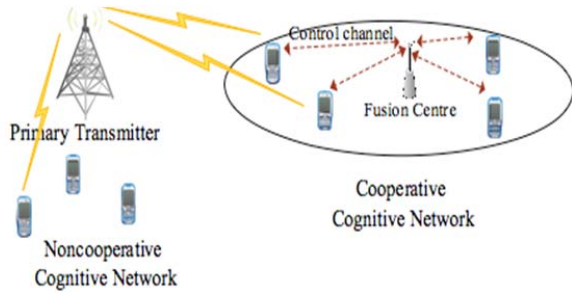 Control channel
Fusion Centre
Primary Transmitter
Cooperative
Cognitive Network
Noncooperative
Cognitive Network